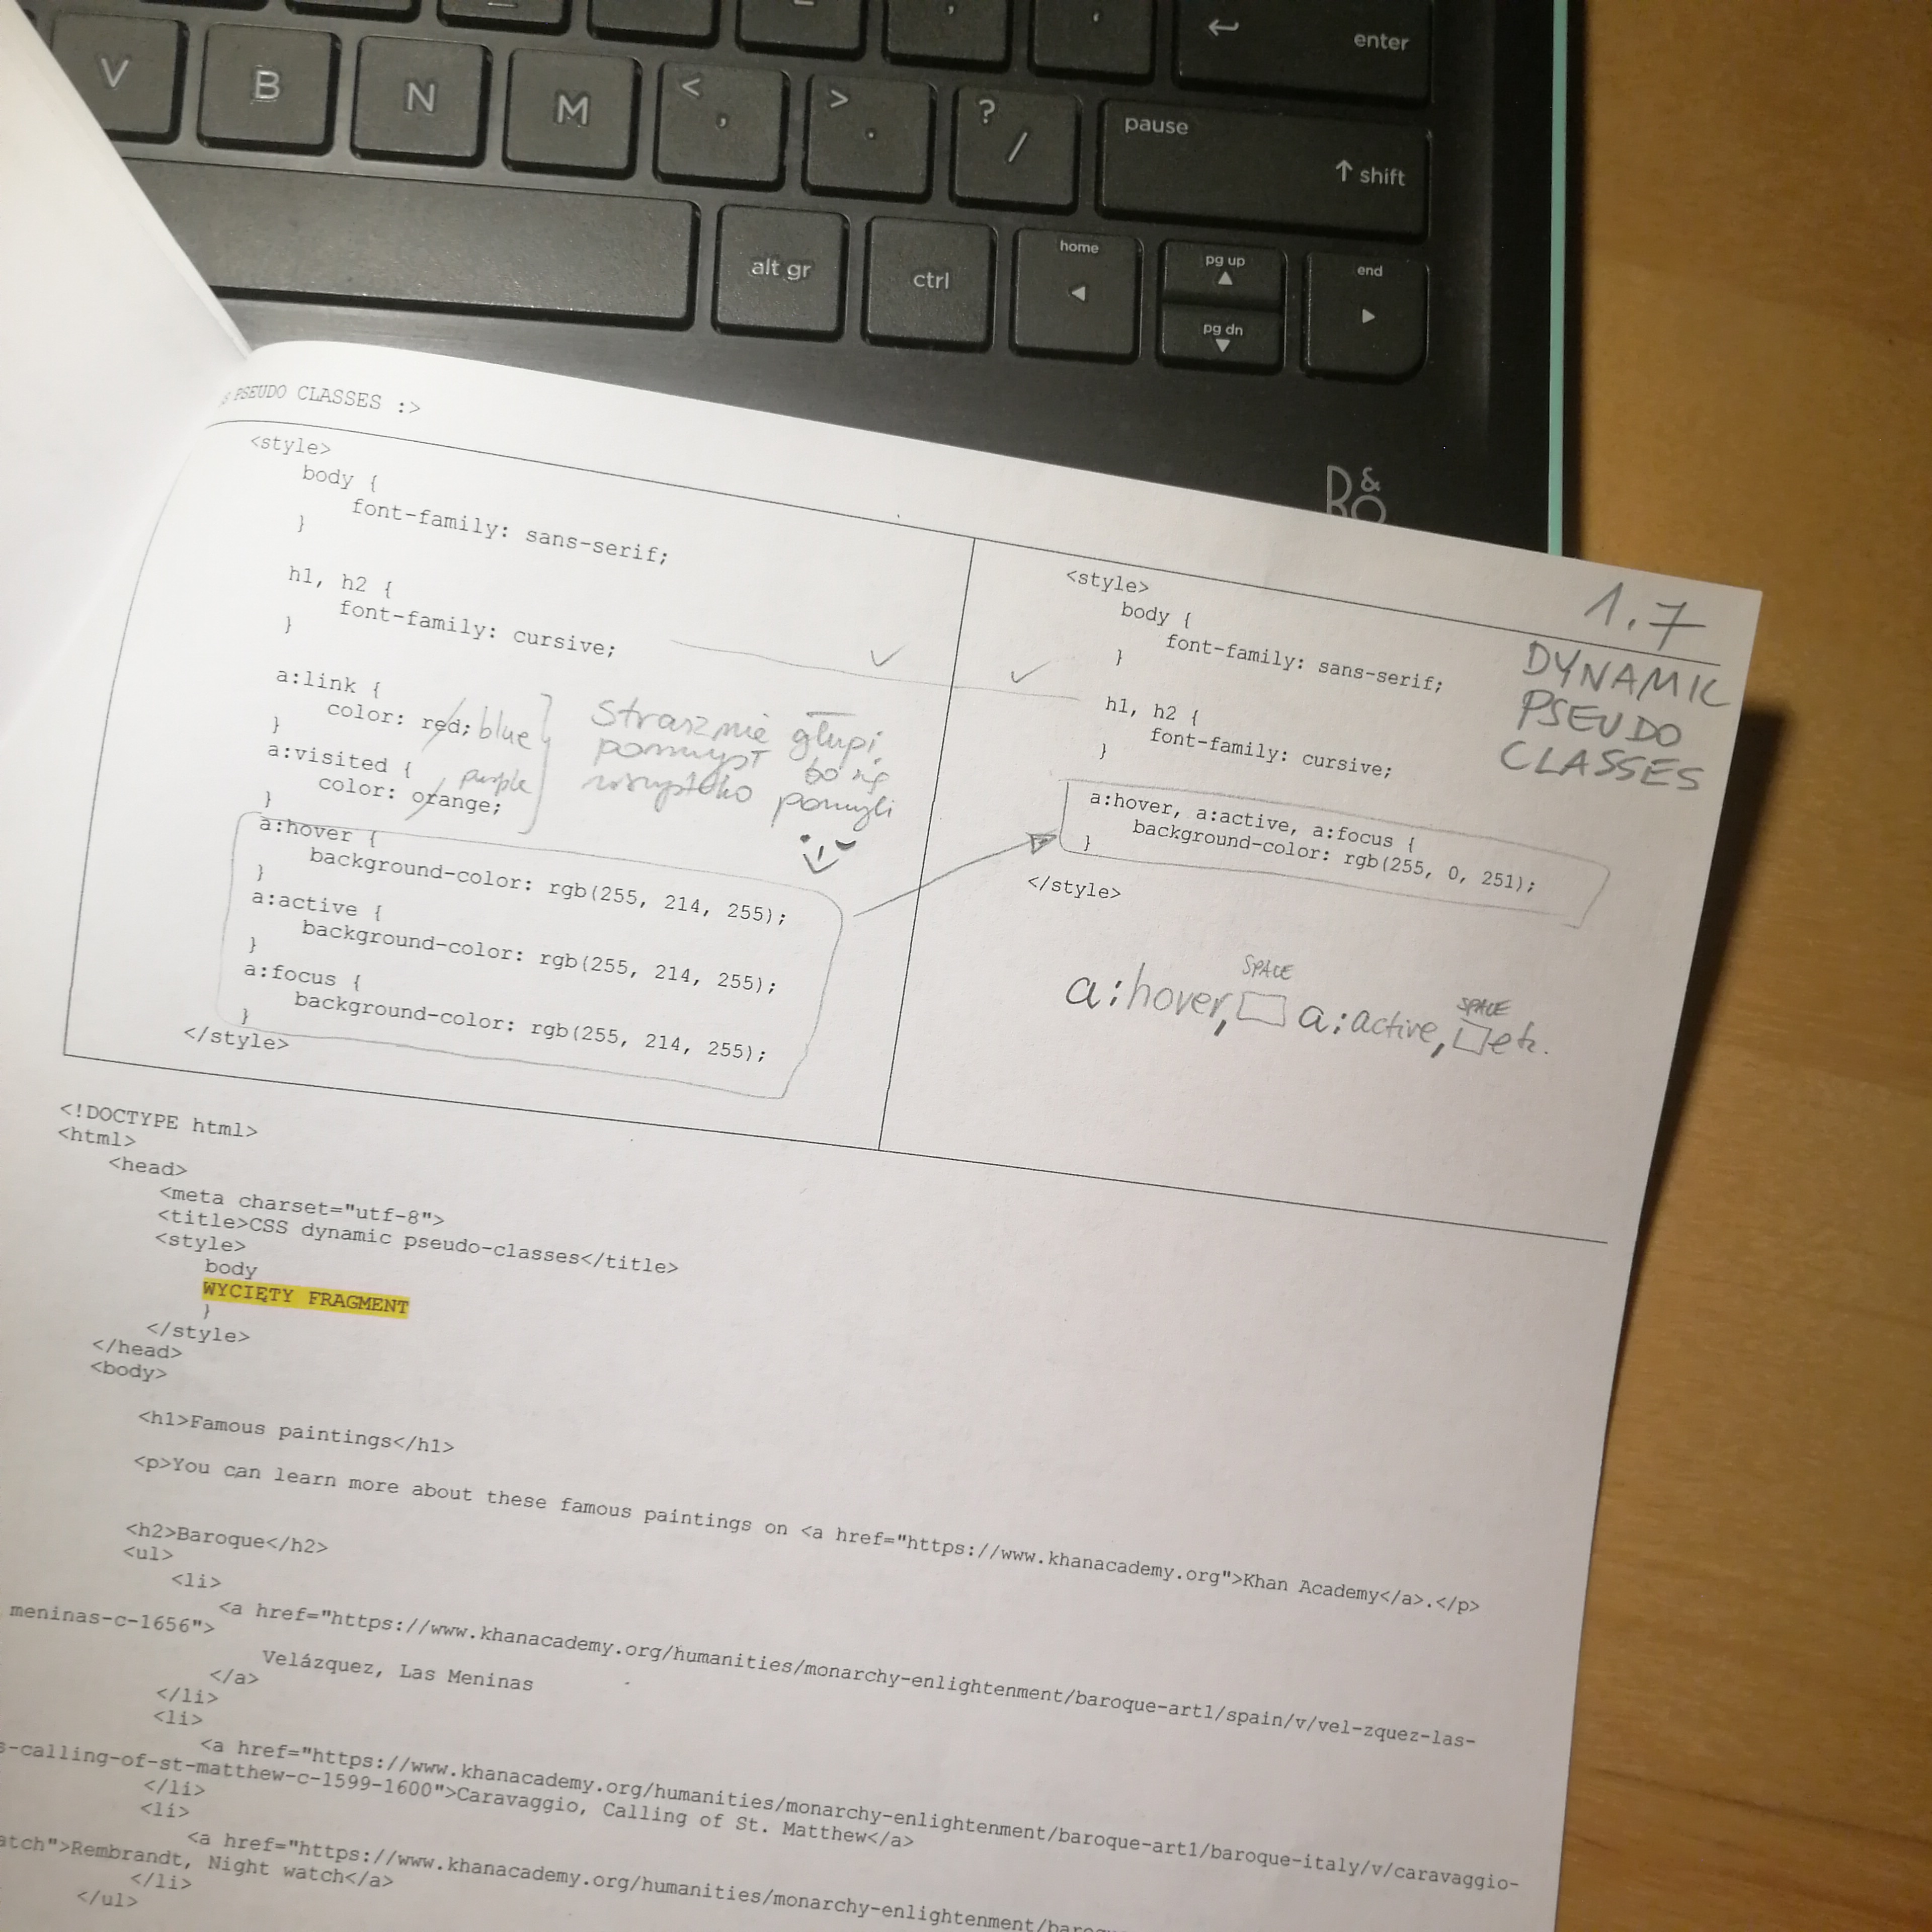 enter
V B N M < , > . ? / pause ↑ shift
alt gr ctrl home pg up end
pg dn
B&O
PSEUDO CLASSES :>
1.7
DYNAMIC
PSEUDO
CLASSES
<style>
body {
font-family: sans-serif;
}
h1, h2 {
font-family: cursive;
}
a:link {
color: red; blue
}
a:visited {
color: orange; purple
}
Strasznie głupi
pomysł bo się
wszystko pomyli
a:hover {
background-color: rgb(255, 214, 255);
}
a:active {
background-color: rgb(255, 214, 255);
}
a:focus {
background-color: rgb(255, 214, 255);
}
</style>
<style>
body {
font-family: sans-serif;
}
h1, h2 {
font-family: cursive;
}
a:hover, a:active, a:focus {
background-color: rgb(255, 0, 251);
}
</style>
SPACE SPACE
a:hover, a:active, etc.
<!DOCTYPE html>
<html>
<head>
<meta charset="utf-8">
<title>CSS dynamic pseudo-classes</title>
<style>
body
WYCIĘTY FRAGMENT
}
</style>
</head>
<body>
<h1>Famous paintings</h1>
<p>You can learn more about these famous paintings on <a href="https://www.khanacademy.org">Khan Academy</a>.</p>
<h2>Baroque</h2>
<ul>
<li>
<a href="https://www.khanacademy.org/humanities/monarchy-enlightenment/baroque-art1/spain/v/vel-zquez-las-
meninas-c-1656">
Velázquez, Las Meninas
</a>
</li>
<li>
<a href="https://www.khanacademy.org/humanities/monarchy-enlightenment/baroque-art1/baroque-italy/v/caravaggio-
s-calling-of-st-matthew-c-1599-1600">Caravaggio, Calling of St. Matthew</a>
</li>
<li>
<a href="https://www.khanacademy.org/humanities/monarchy-enlightenment/baro
atch">Rembrandt, Night watch</a>
</li>
</ul>